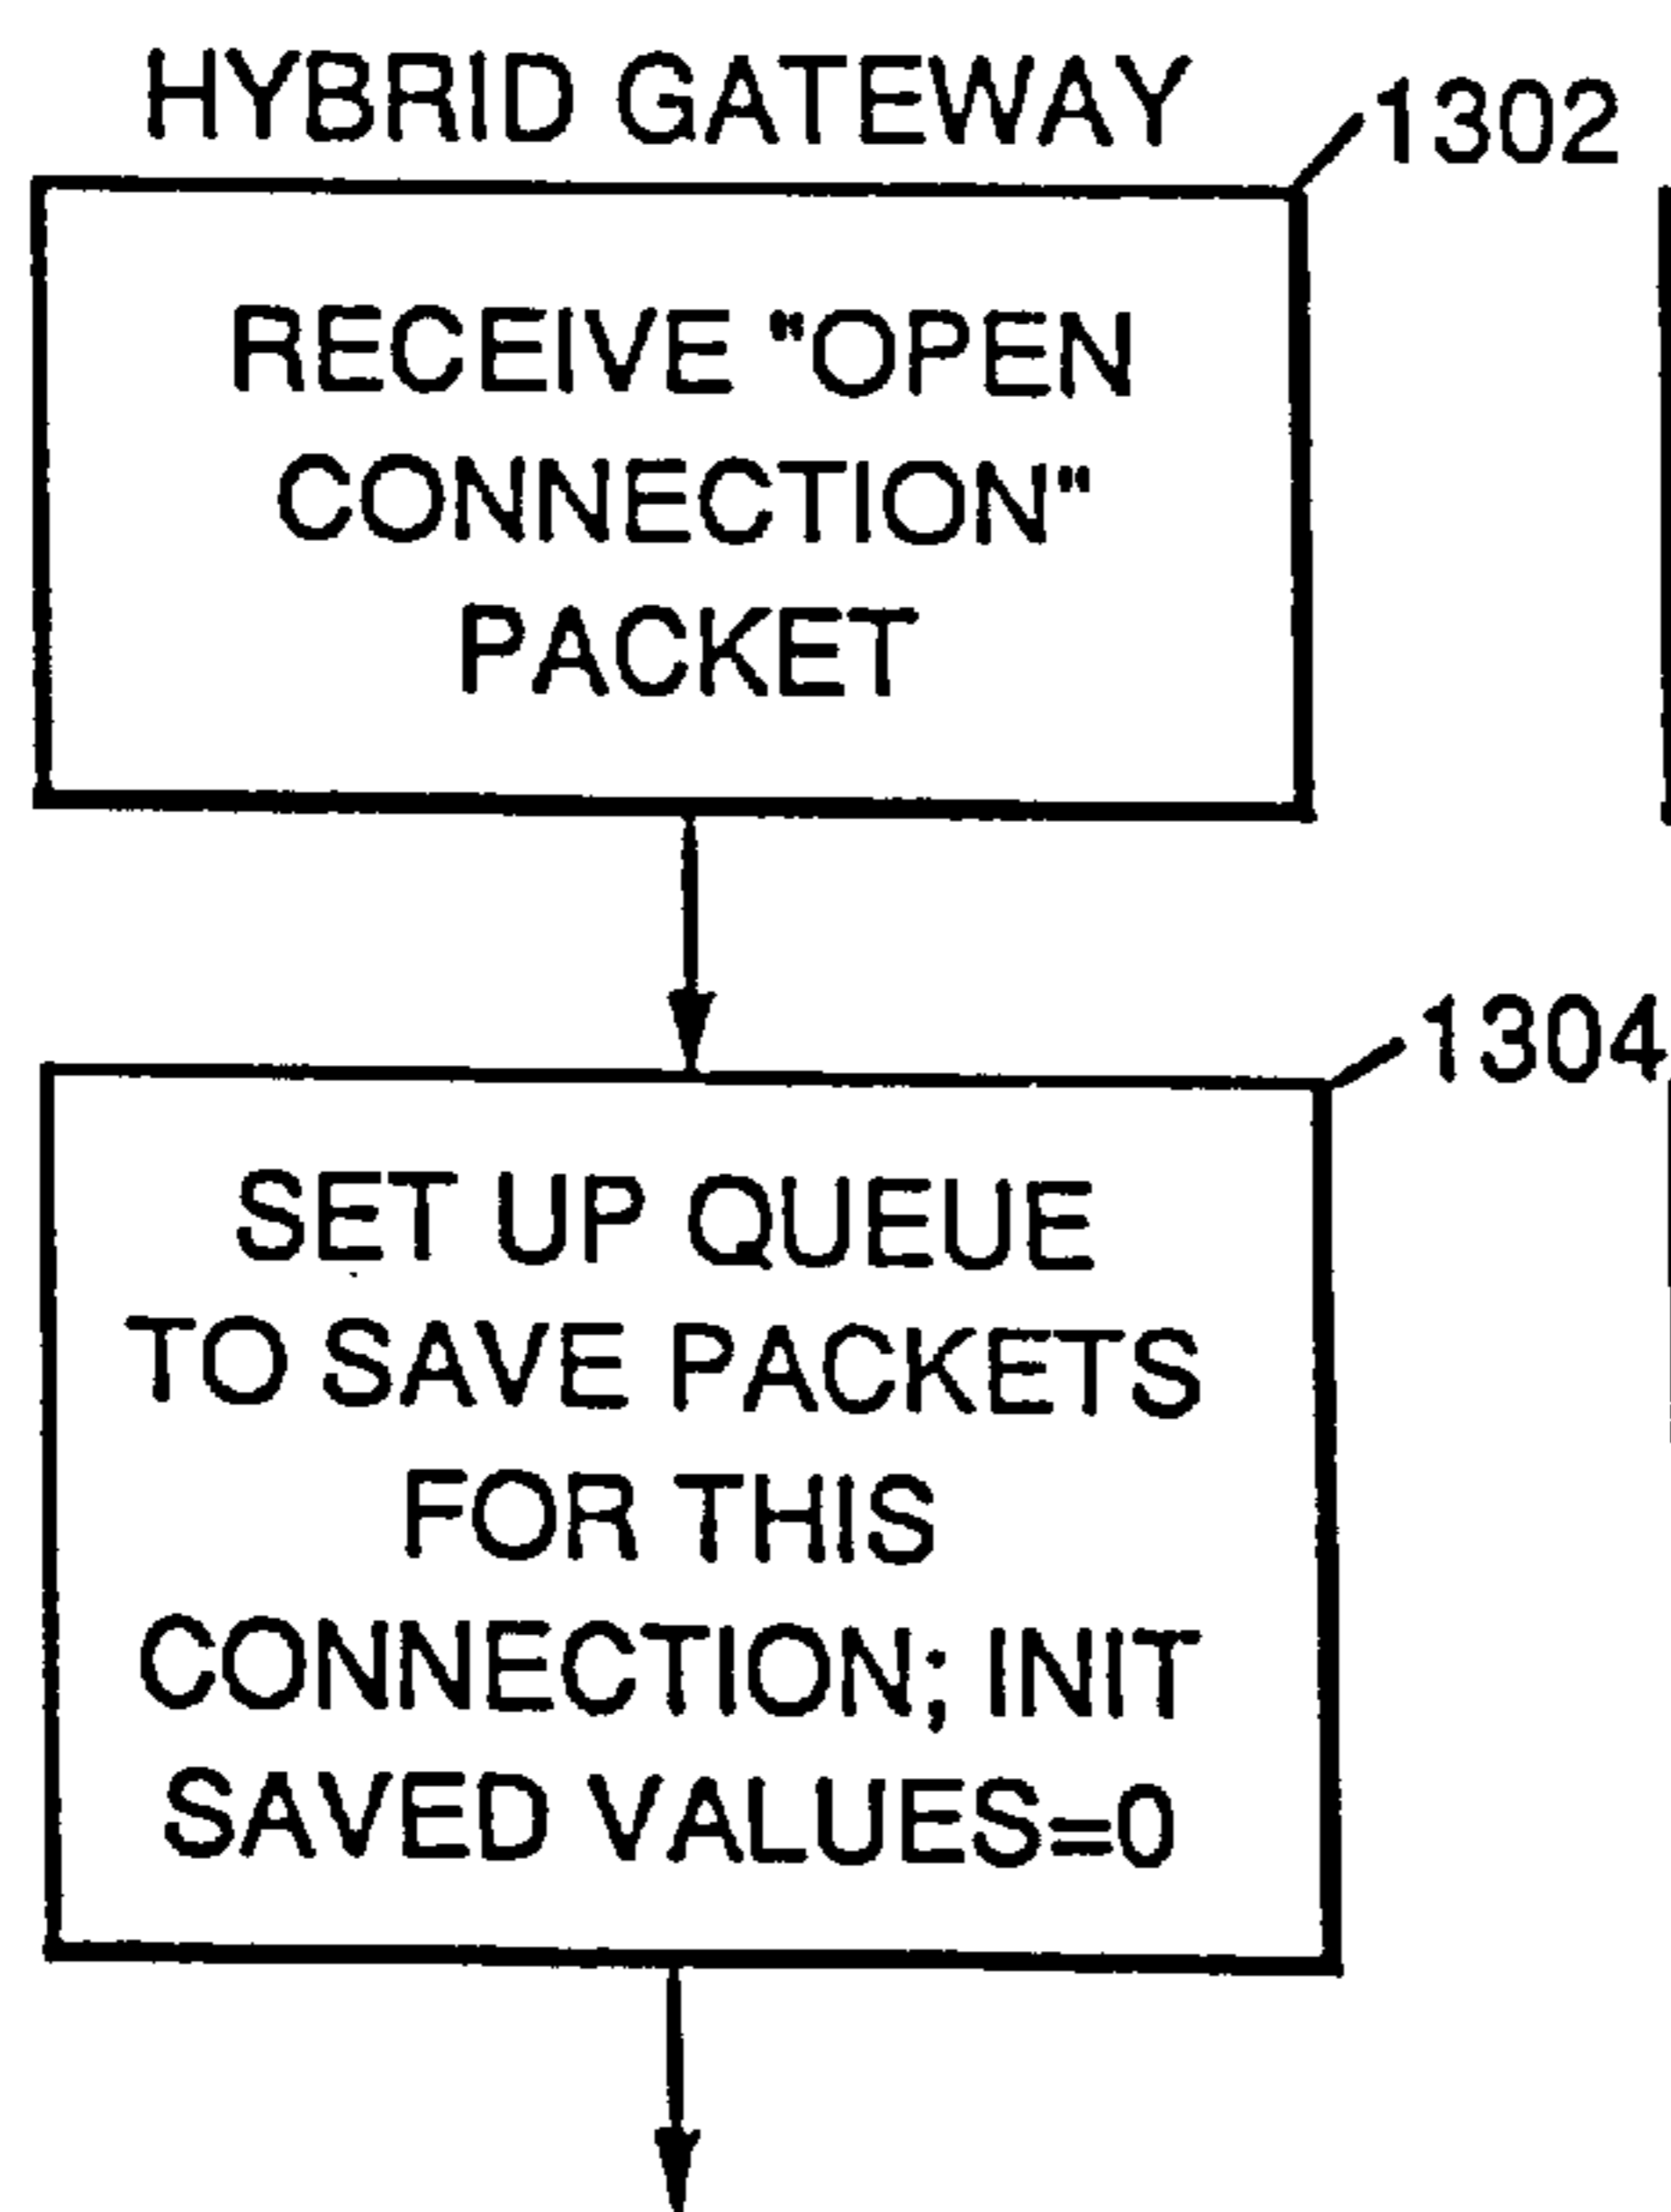 HYBRID GATEWAY
1302
RECEIVE "OPEN
CONNECTION"
PACKET
1304
SET UP QUEUE
TO SAVE PACKETS
FOR THIS
CONNECTION; INIT
SAVED VALUES=0